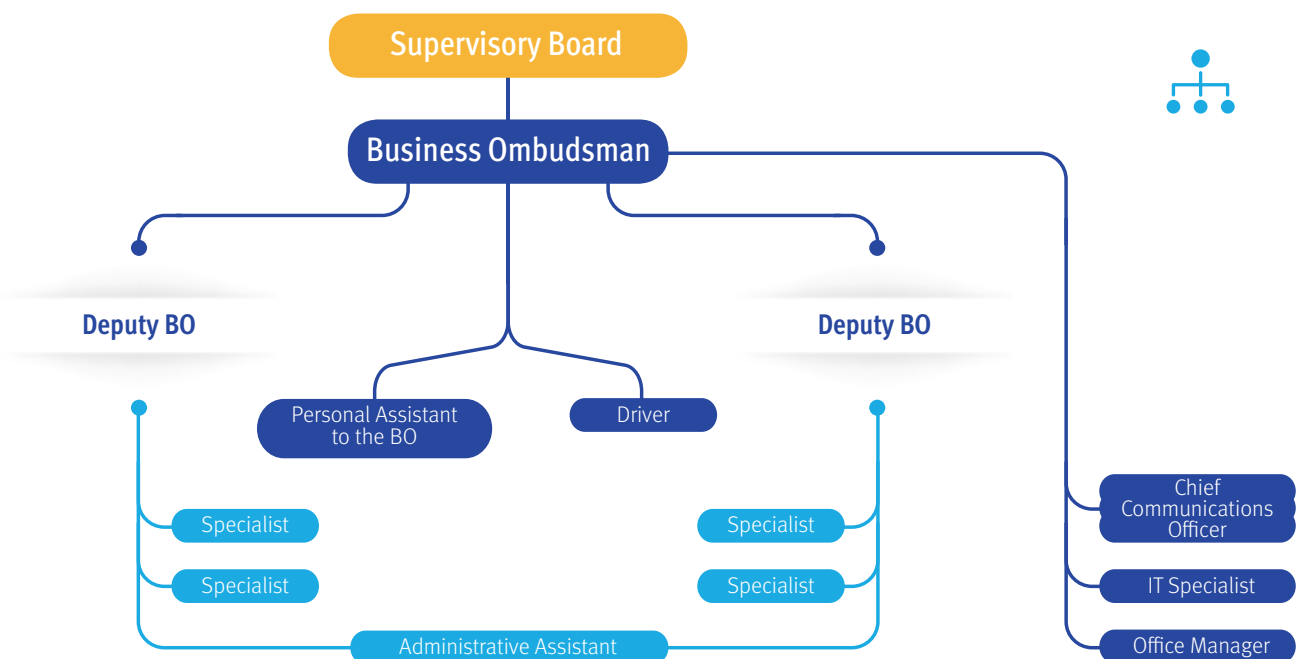 Supervisory Board
Business Ombudsman
Deputy BO
Deputy BO
Personal Assistant
to the BO
Driver
Specialist
Specialist
Specialist
Specialist
Administrative Assistant
Chief
Communications
Officer
IT Specialist
Office Manager